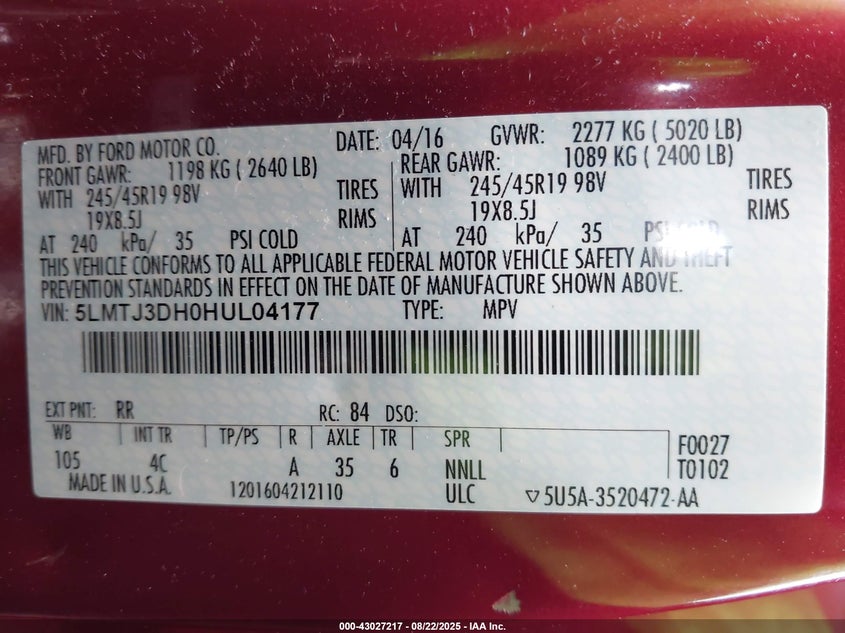 MFD. BY FORD MOTOR CO.
DATE: 04/16
GVWR: 2277 KG ( 5020 LB)
FRONT GAWR: 1198 KG ( 2640 LB)
REAR GAWR: 1089 KG ( 2400 LB)
WITH 245/45R19 98V TIRES
WITH 245/45R19 98V TIRES
19X8.5J RIMS
19X8.5J RIMS
AT 240 kPa/ 35 PSI COLD
AT 240 kPa/ 35 PSI COLD
THIS VEHICLE CONFORMS TO ALL APPLICABLE FEDERAL MOTOR VEHICLE SAFETY AND THEFT
PREVENTION STANDARDS IN EFFECT ON THE DATE OF MANUFACTURE SHOWN ABOVE.
VIN: 5LMTJ3DH0HUL04177 TYPE: MPV
EXT PNT: RR RC: 84 DSO:
WB INT TR TP/PS R AXLE TR SPR F0027
105 4C A 35 6 NNLL T0102
MADE IN U.S.A. 1201604212110 ULC ▽5U5A-3520472-AA
000-43027217 - 08/22/2025 - IAA Inc.